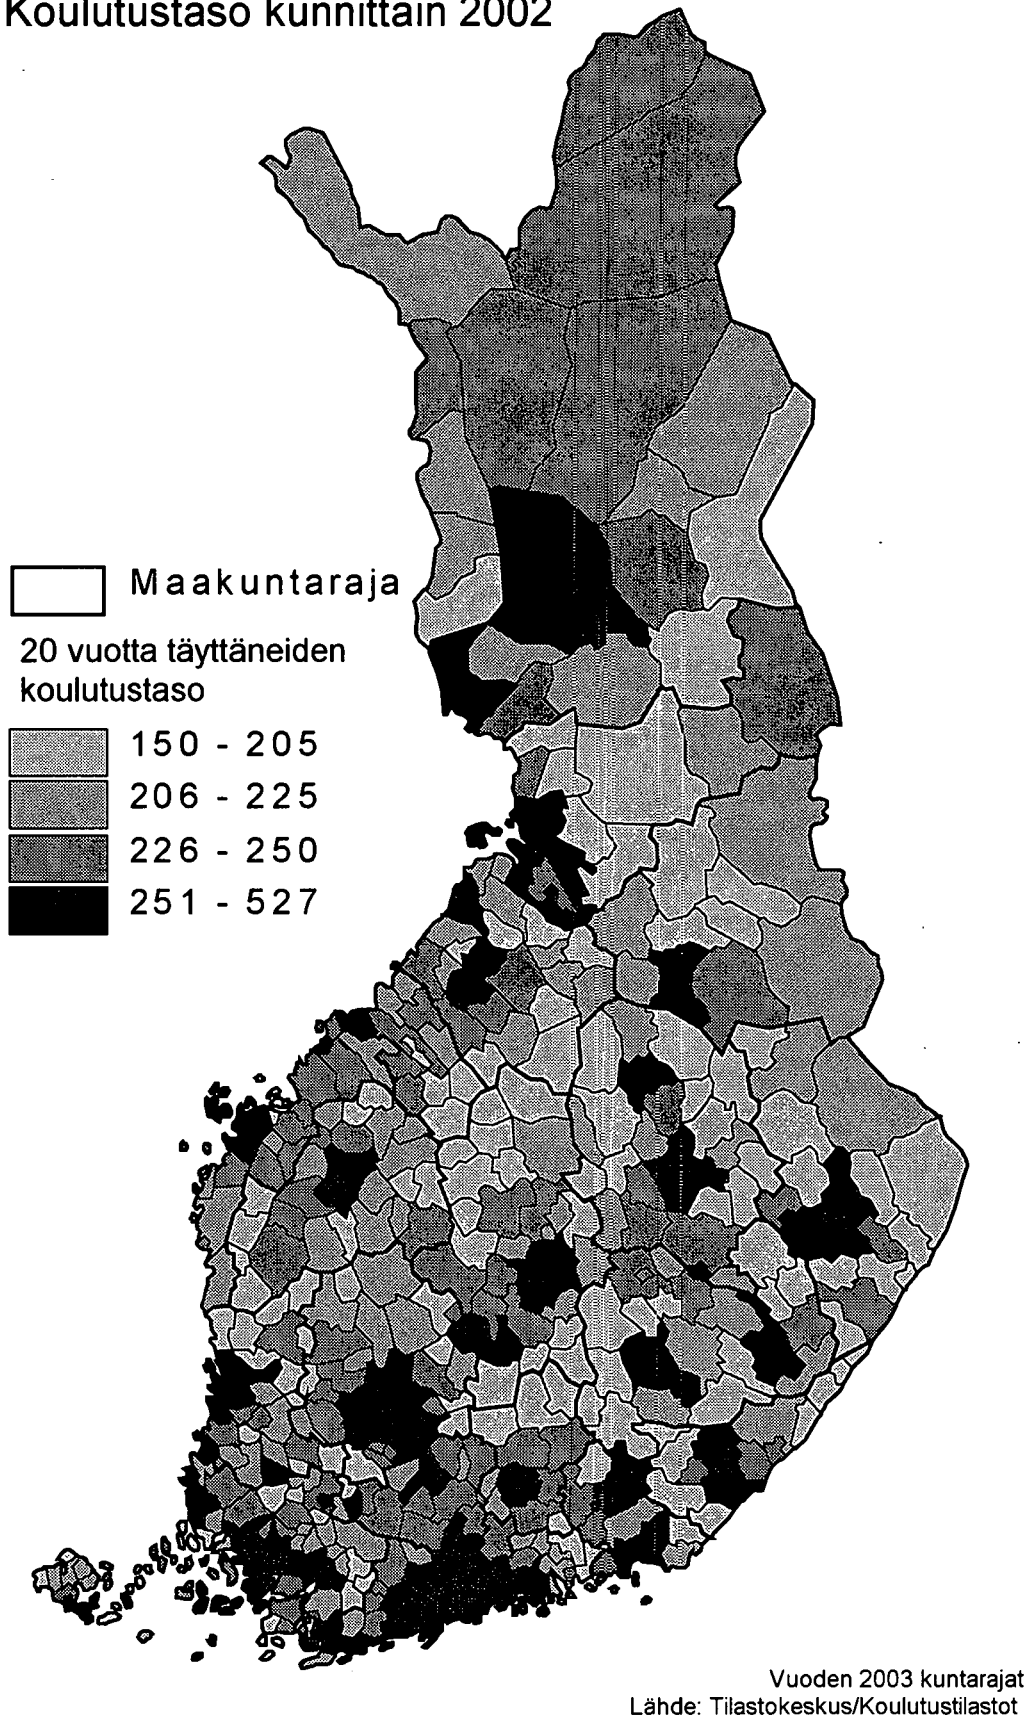 Koulutustaso kunnittain 2002
Maakuntaraja
20 vuotta täyttäneiden
koulutustaso
150 - 205
206 - 225
226 - 250
251 - 527
Vuoden 2003 kuntarajat
Lähde: Tilastokeskus/Koulutustilastot